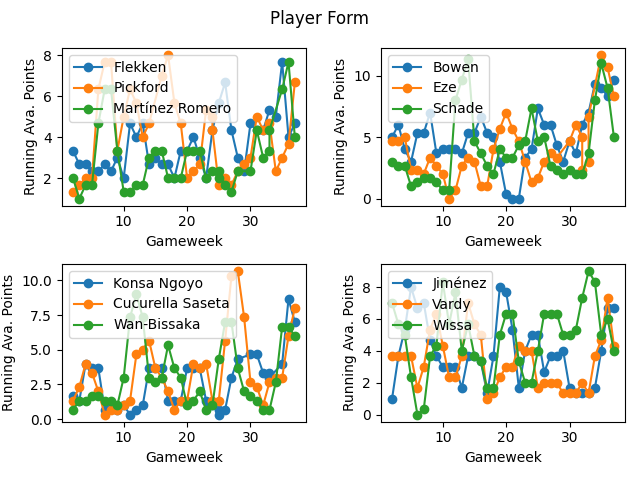 Player Form
Running Ava. Points
8
6
4
2
Flekken
Pickford
Martínez Romero
10
20
30
Gameweek
Running Ava. Points
10
5
0
Bowen
Eze
Schade
10
20
30
Gameweek
Running Ava. Points
10.0
7.5
5.0
2.5
0.0
Konsa Ngoyo
Cucurella Saseta
Wan-Bissaka
10
20
30
Gameweek
Running Ava. Points
8
6
4
2
0
Jiménez
Vardy
Wissa
10
20
30
Gameweek